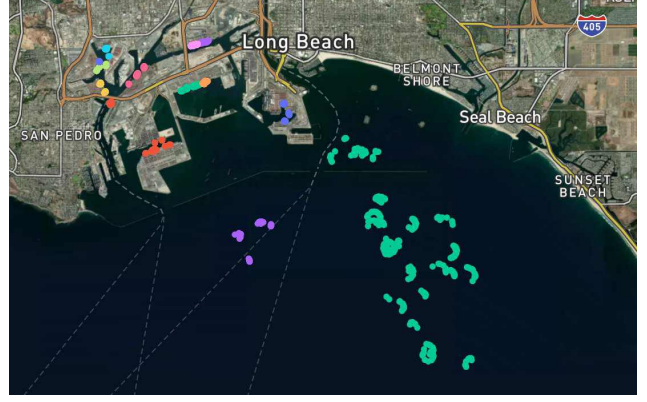 405
Long Beach
BELMONT
SHORE
SAN PEDRO
Seal Beach
SUNSET
BEACH